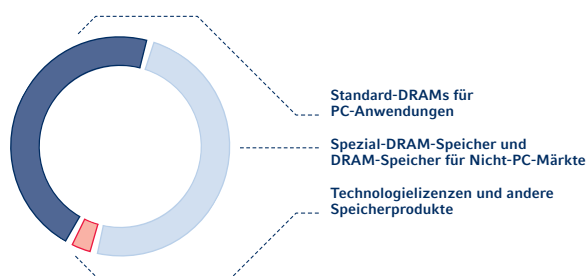 Standard-DRAMs für
PC-Anwendungen
Spezial-DRAM-Speicher und
DRAM-Speicher für Nicht-PC-Märkte
Technologielizenzen und andere
Speicherprodukte